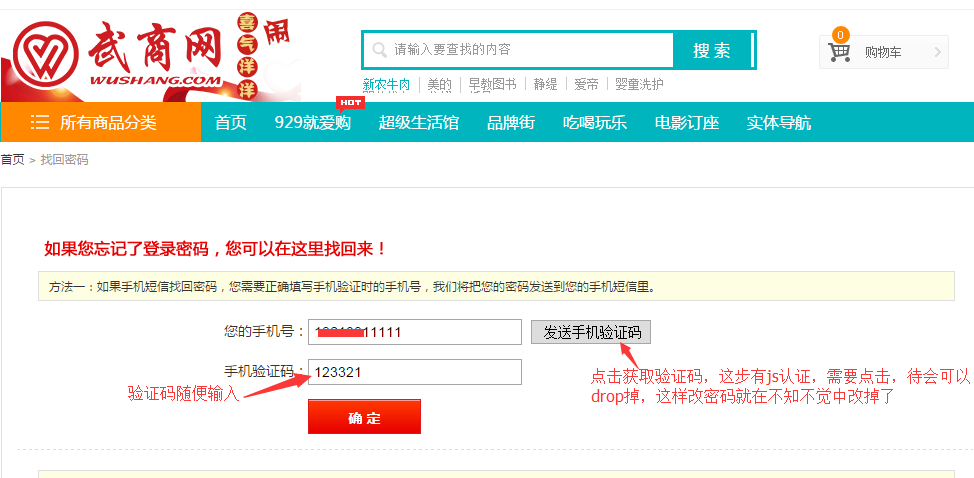 武商网
WUSHANG.COM
闹
喜气洋洋
请输入要查找的内容
搜 索
0
购物车
新农牛肉
美的
早教图书
静缇
爱帝
婴童洗护
HOT
所有商品分类
首页
929就爱购
超级生活馆
品牌街
吃喝玩乐
电影订座
实体导航
首页 > 找回密码
如果您忘记了登录密码，您可以在这里找回来！
方法一：如果手机短信找回密码，您需要正确填写手机验证时的手机号，我们将把您的密码发送到您的手机短信里。
您的手机号：
11111
发送手机验证码
手机验证码：
123321
验证码随便输入
点击获取验证码，这步有js认证，需要点击，待会可以
drop掉，这样改密码就在不知不觉中改掉了
确 定